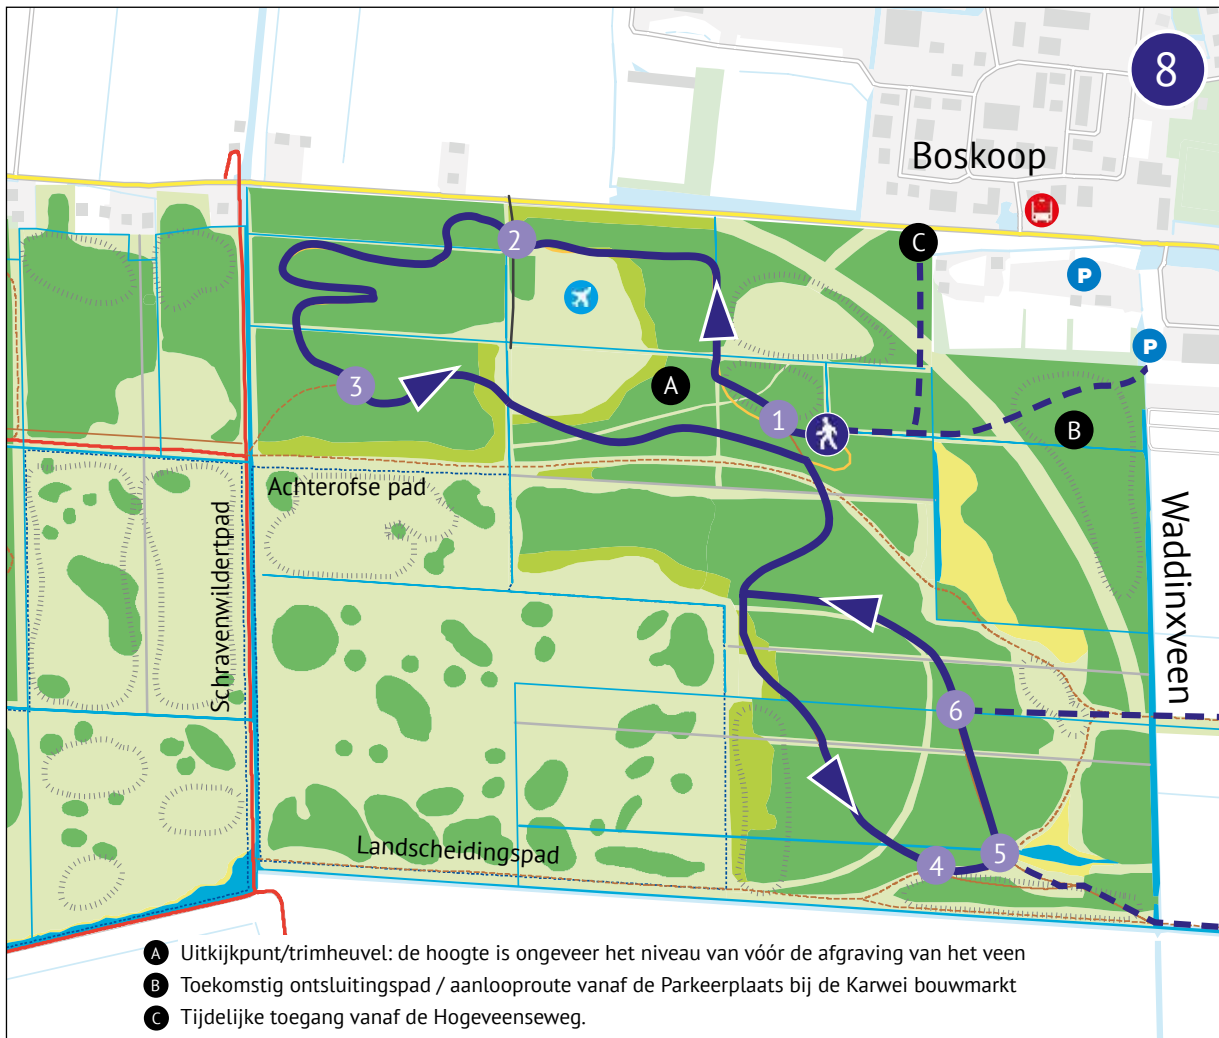 8
Boskoop
C
P
2
P
A
3
1
B
Achterofse pad
Schravenwildertpad
Waddinxveen
6
5
4
Landscheidingspad
A Uitkijkpunt/trimheuvel: de hoogte is ongeveer het niveau van vóór de afgraving van het veen
B Toekomstig ontsluitingspad / aanlooproute vanaf de Parkeerplaats bij de Karwei bouwmarkt
C Tijdelijke toegang vanaf de Hogeveenseweg.